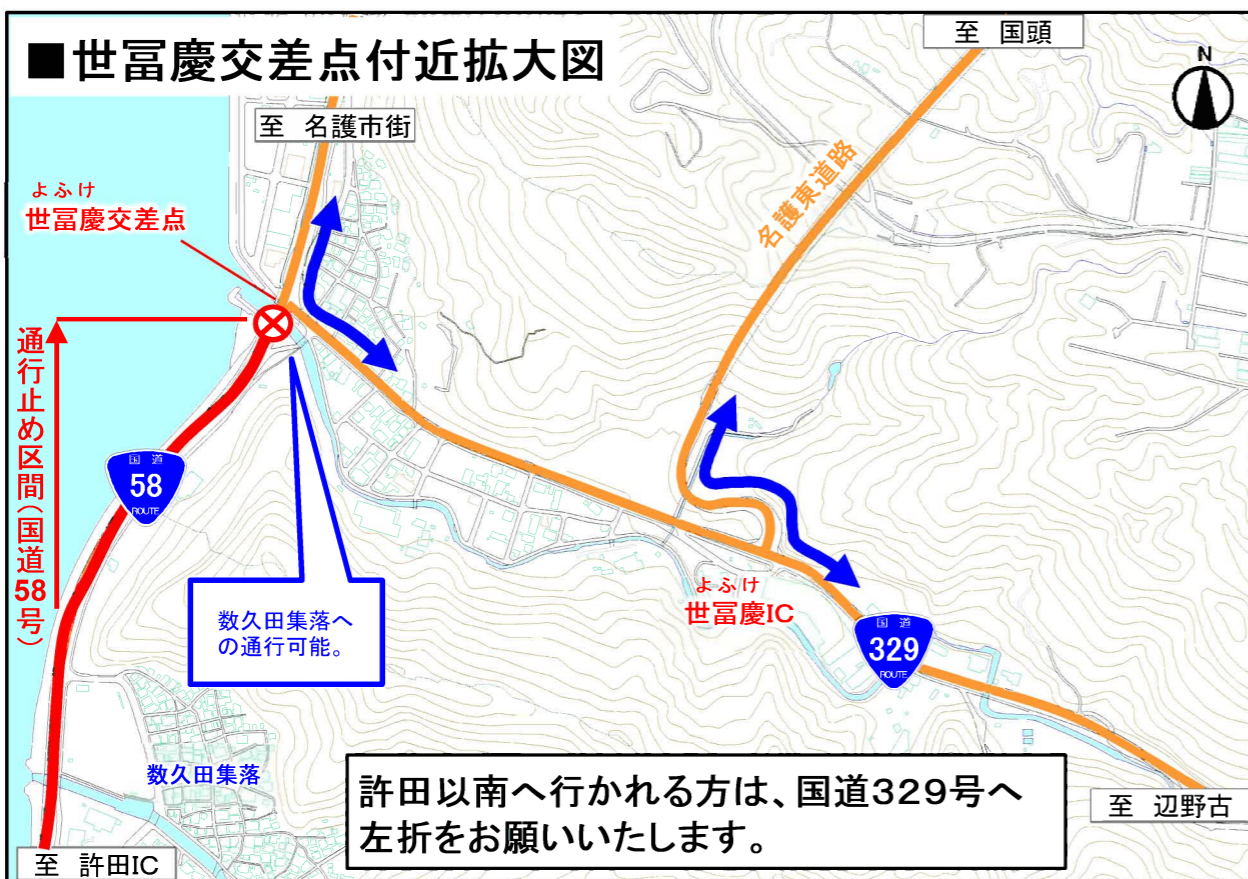 ■世冨慶交差点付近拡大図
至 国頭
N
至 名護市街
よふけ
世冨慶交差点
名護東道路
通行止め区間(国道58号)
国道
58
ROUTE
数久田集落へ
の通行可能。
よふけ
世冨慶IC
国道
329
ROUTE
数久田集落
許田以南へ行かれる方は、国道329号へ
左折をお願いいたします。
至 辺野古
至 許田IC